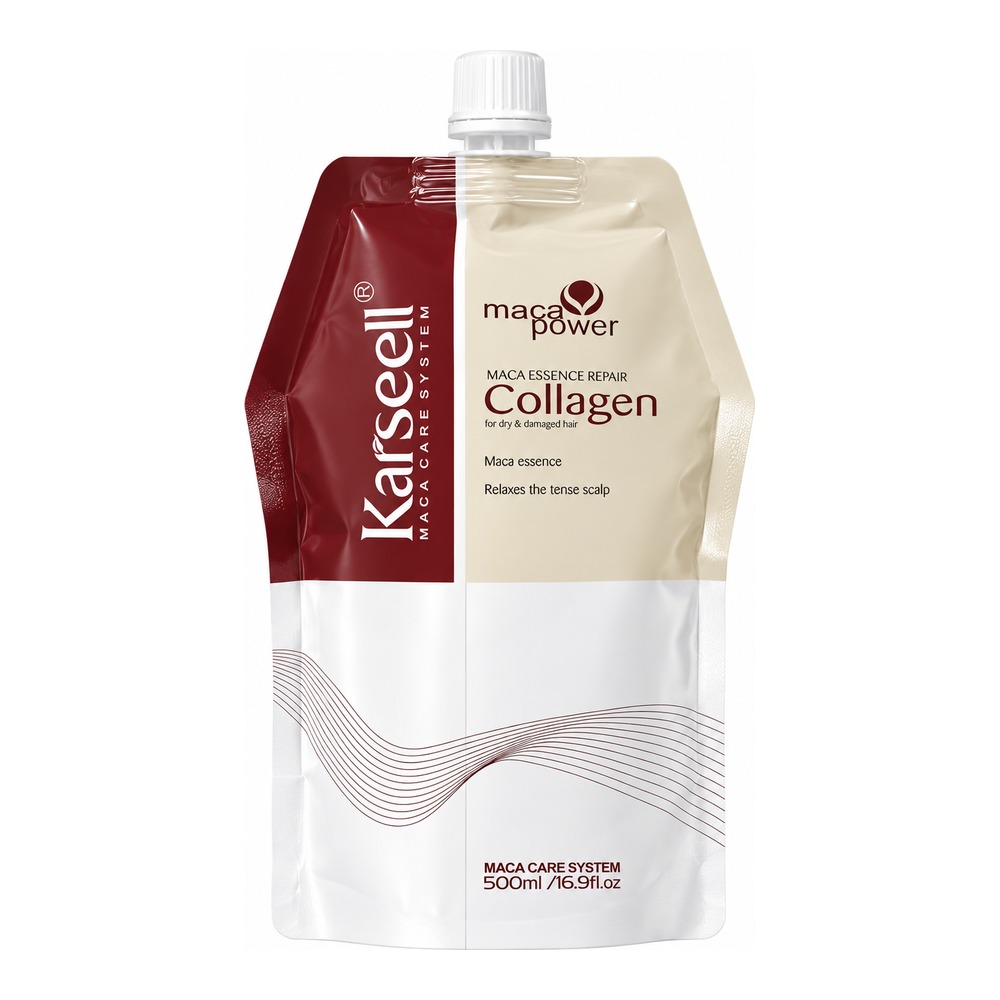 Karseell®
MACA CARE SYSTEM
maca
power
MACA ESSENCE REPAIR
Collagen
for dry & damaged hair
Maca essence
Relaxes the tense scalp
MACA CARE SYSTEM
500ml /16.9fl.oz